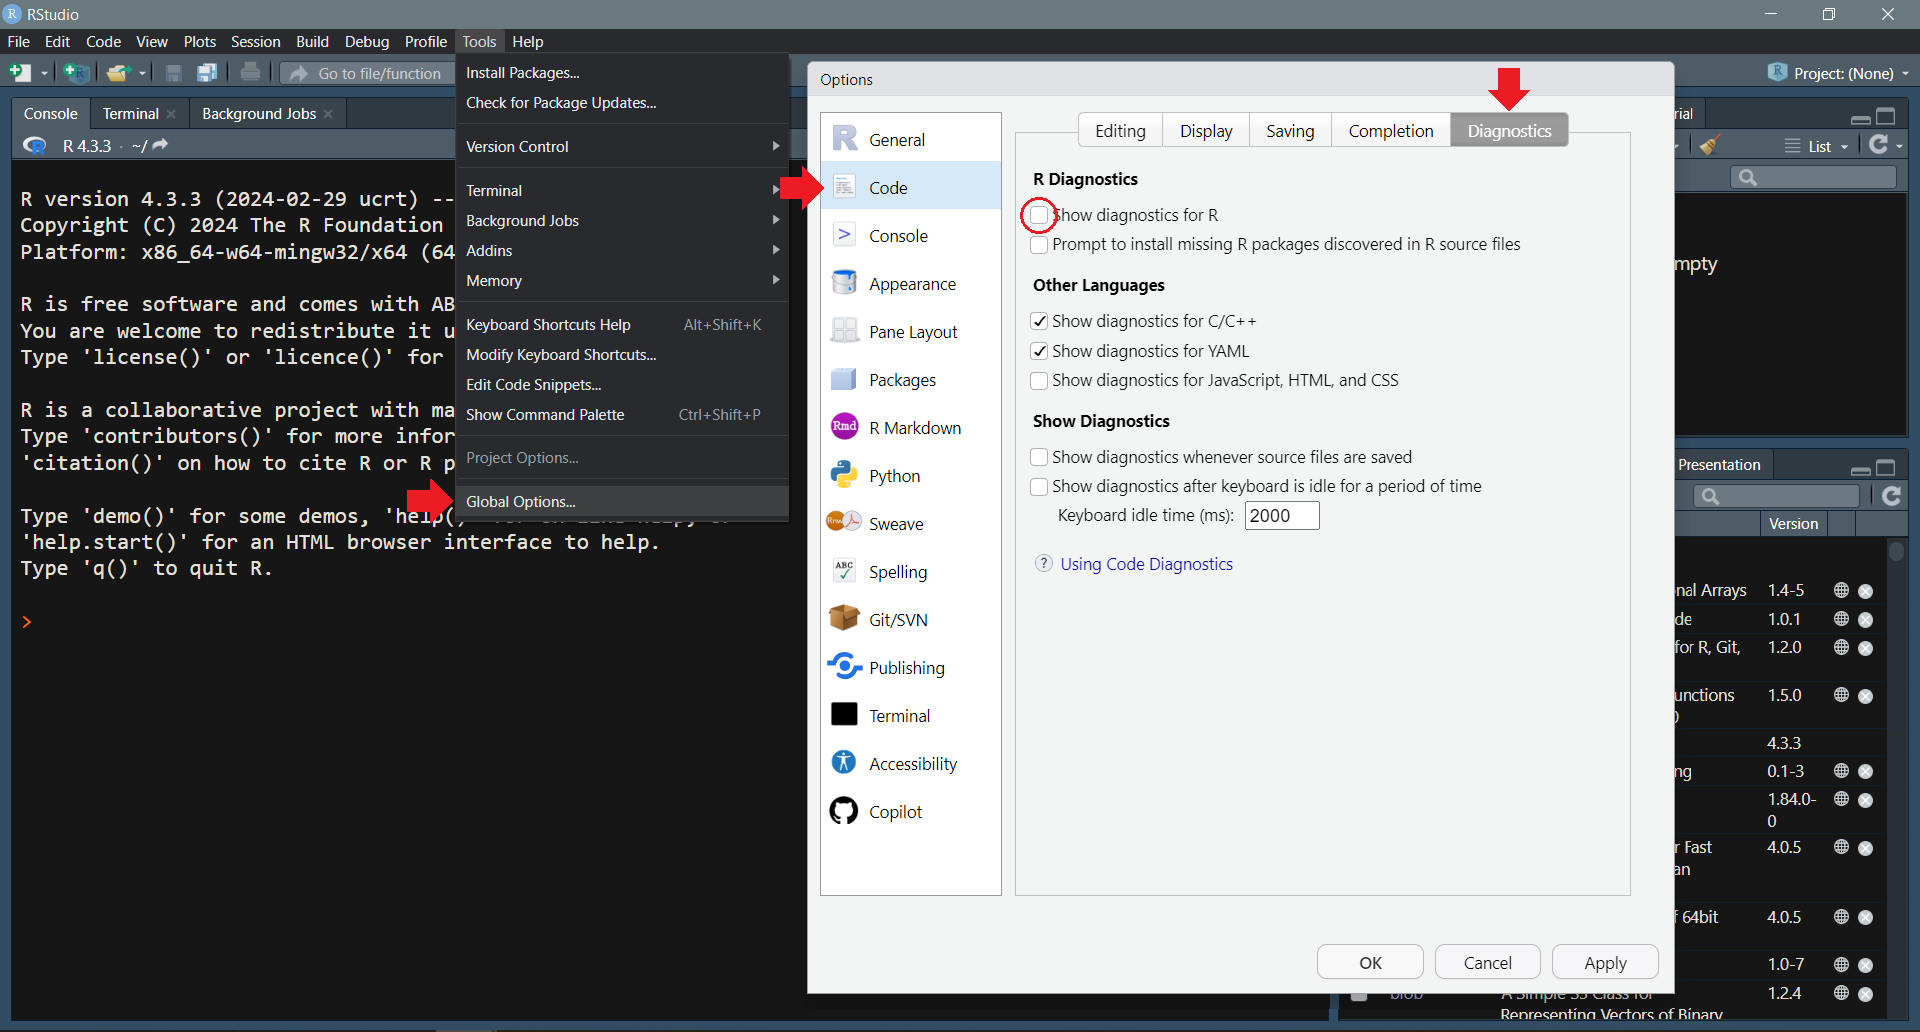 RStudio
File Edit Code View Plots Session Build Debug Profile Tools Help
Go to file/function
Project: (None)
Console Terminal Background Jobs
R 4.3.3 · ~/
R version 4.3.3 (2024-02-29 ucrt) --
Copyright (C) 2024 The R Foundation
Platform: x86_64-w64-mingw32/x64 (64
R is free software and comes with AB
You are welcome to redistribute it u
Type 'license()' or 'licence()' for
R is a collaborative project with ma
Type 'contributors()' for more infor
'citation()' on how to cite R or R p
Type 'demo()' for some demos, 'help()'
'help.start()' for an HTML browser interface to help.
Type 'q()' to quit R.
>
Install Packages...
Check for Package Updates...
Version Control
Terminal
Background Jobs
Addins
Memory
Keyboard Shortcuts Help Alt+Shift+K
Modify Keyboard Shortcuts...
Edit Code Snippets...
Show Command Palette Ctrl+Shift+P
Project Options...
Global Options...
Options
General
Code
Console
Appearance
Pane Layout
Packages
Rmd R Markdown
Python
Rnw Sweave
ABC Spelling
Git/SVN
Publishing
Terminal
Accessibility
Copilot
Editing Display Saving Completion Diagnostics
R Diagnostics
Show diagnostics for R
Prompt to install missing R packages discovered in R source files
Other Languages
Show diagnostics for C/C++
Show diagnostics for YAML
Show diagnostics for JavaScript, HTML, and CSS
Show Diagnostics
Show diagnostics whenever source files are saved
Show diagnostics after keyboard is idle for a period of time
Keyboard idle time (ms): 2000
? Using Code Diagnostics
OK Cancel Apply
rial
List
mpty
Presentation
Version
nal Arrays 1.4-5
de 1.0.1
for R, Git, 1.2.0
unctions 1.5.0
)
4.3.3
ng 0.1-3
1.84.0-
0
r Fast 4.0.5
an
f 64bit 4.0.5
1.0-7
blob A Simple S3 Class for 1.2.4
Representing Vectors of Binary